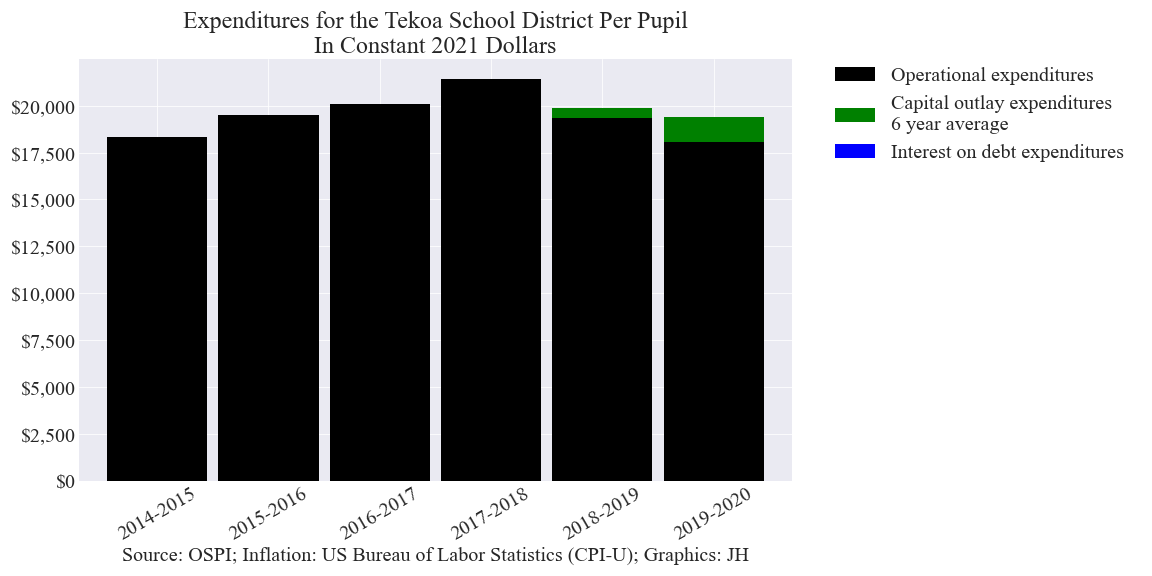 Expenditures for the Tekoa School District Per Pupil
In Constant 2021 Dollars
Operational expenditures
Capital outlay expenditures
6 year average
Interest on debt expenditures
$20,000
$17,500
$15,000
$12,500
$10,000
$7,500
$5,000
$2,500
$0
2014-2015
2015-2016
2016-2017
2017-2018
2018-2019
2019-2020
Source: OSPI; Inflation: US Bureau of Labor Statistics (CPI-U); Graphics: JH